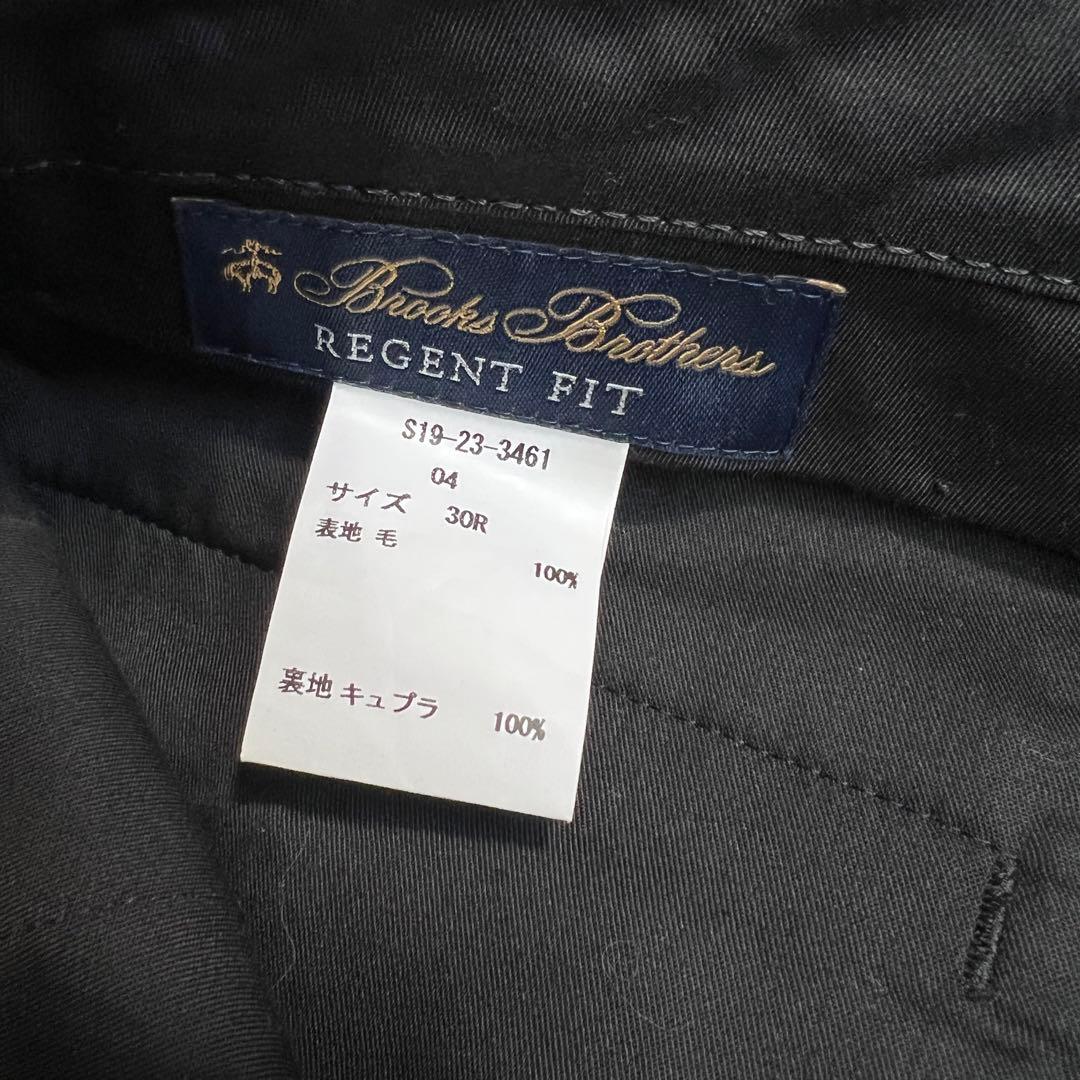 Brooks Brothers
REGENT FIT
S19-23-3461
04
サイズ 30R
表地 毛
100%
裏地 キュプラ 100%